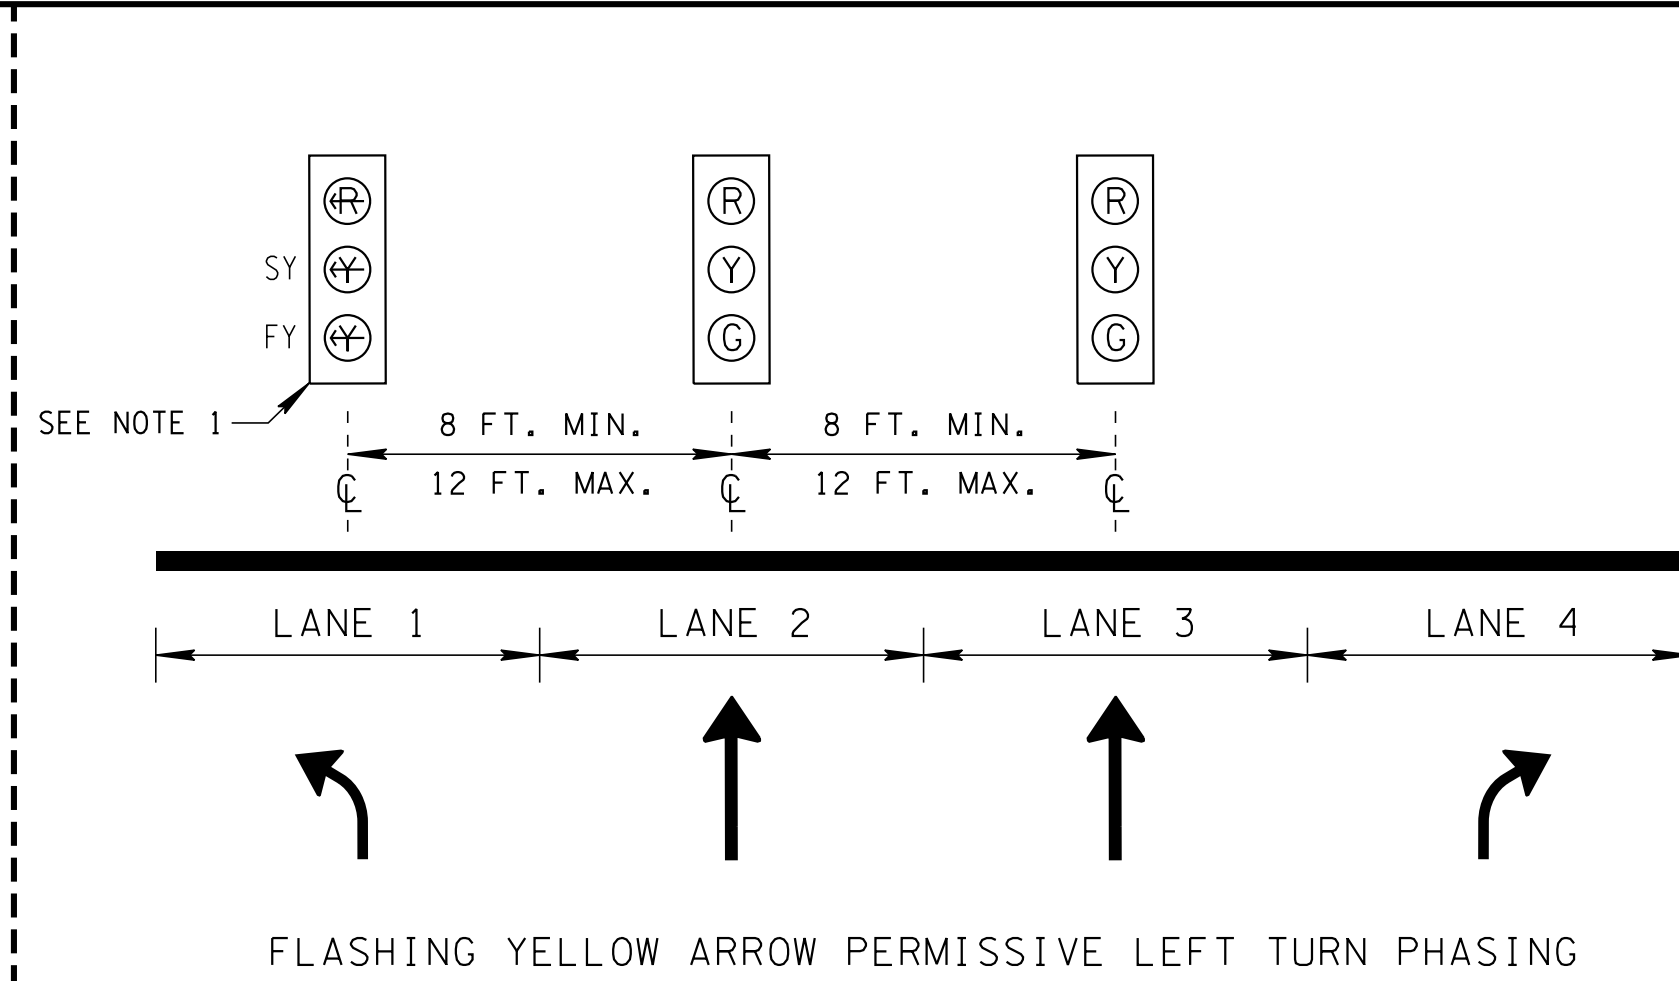 R R R
SY Y Y Y
FY Y G G
SEE NOTE 1
8 FT. MIN. 8 FT. MIN.
12 FT. MAX. 12 FT. MAX.
CL CL CL
LANE 1 LANE 2 LANE 3 LANE 4
FLASHING YELLOW ARROW PERMISSIVE LEFT TURN PHASING